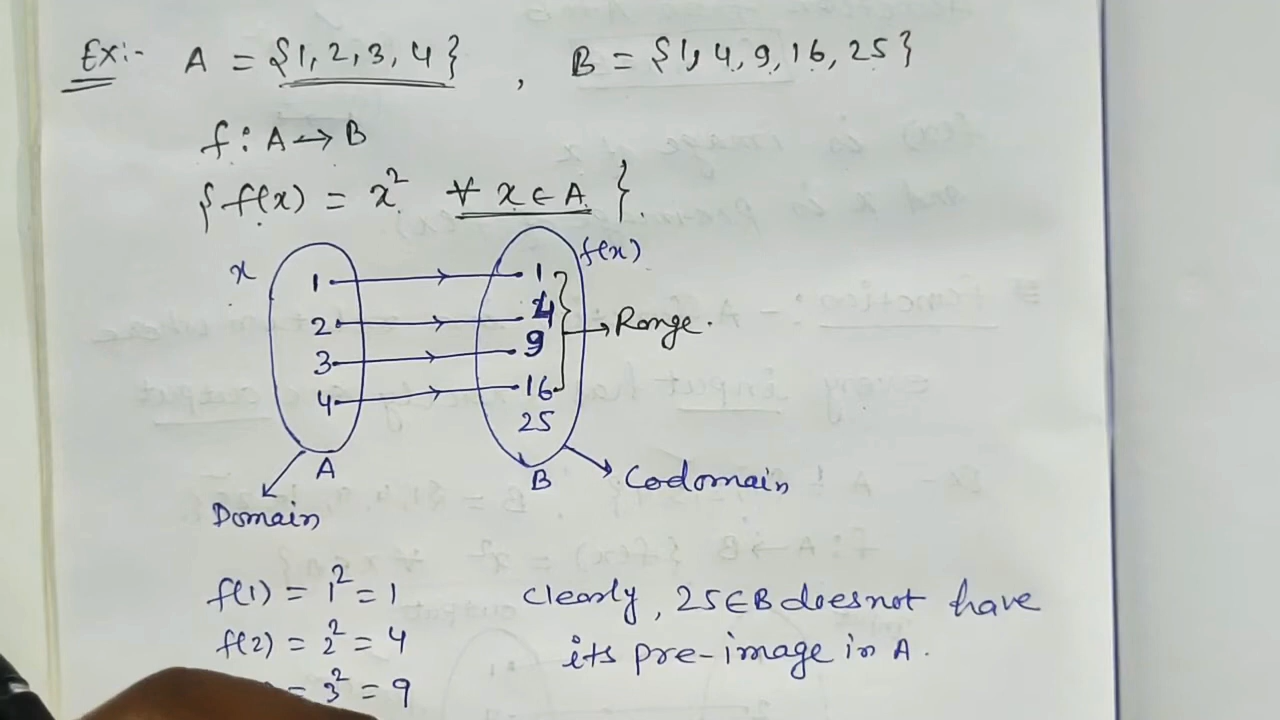 Ex:- A = {1, 2, 3, 4} , B = {1, 4, 9, 16, 25}
f : A → B
{ f(x) = x² ∀ x ∈ A }.
x f(x)
1 1
2 4
3 9
4 16
25
→ Range.
A B
Domain Codomain
f(1) = 1² = 1
f(2) = 2² = 4
= 3² = 9
Clearly, 25 ∈ B does not have
its pre-image in A.